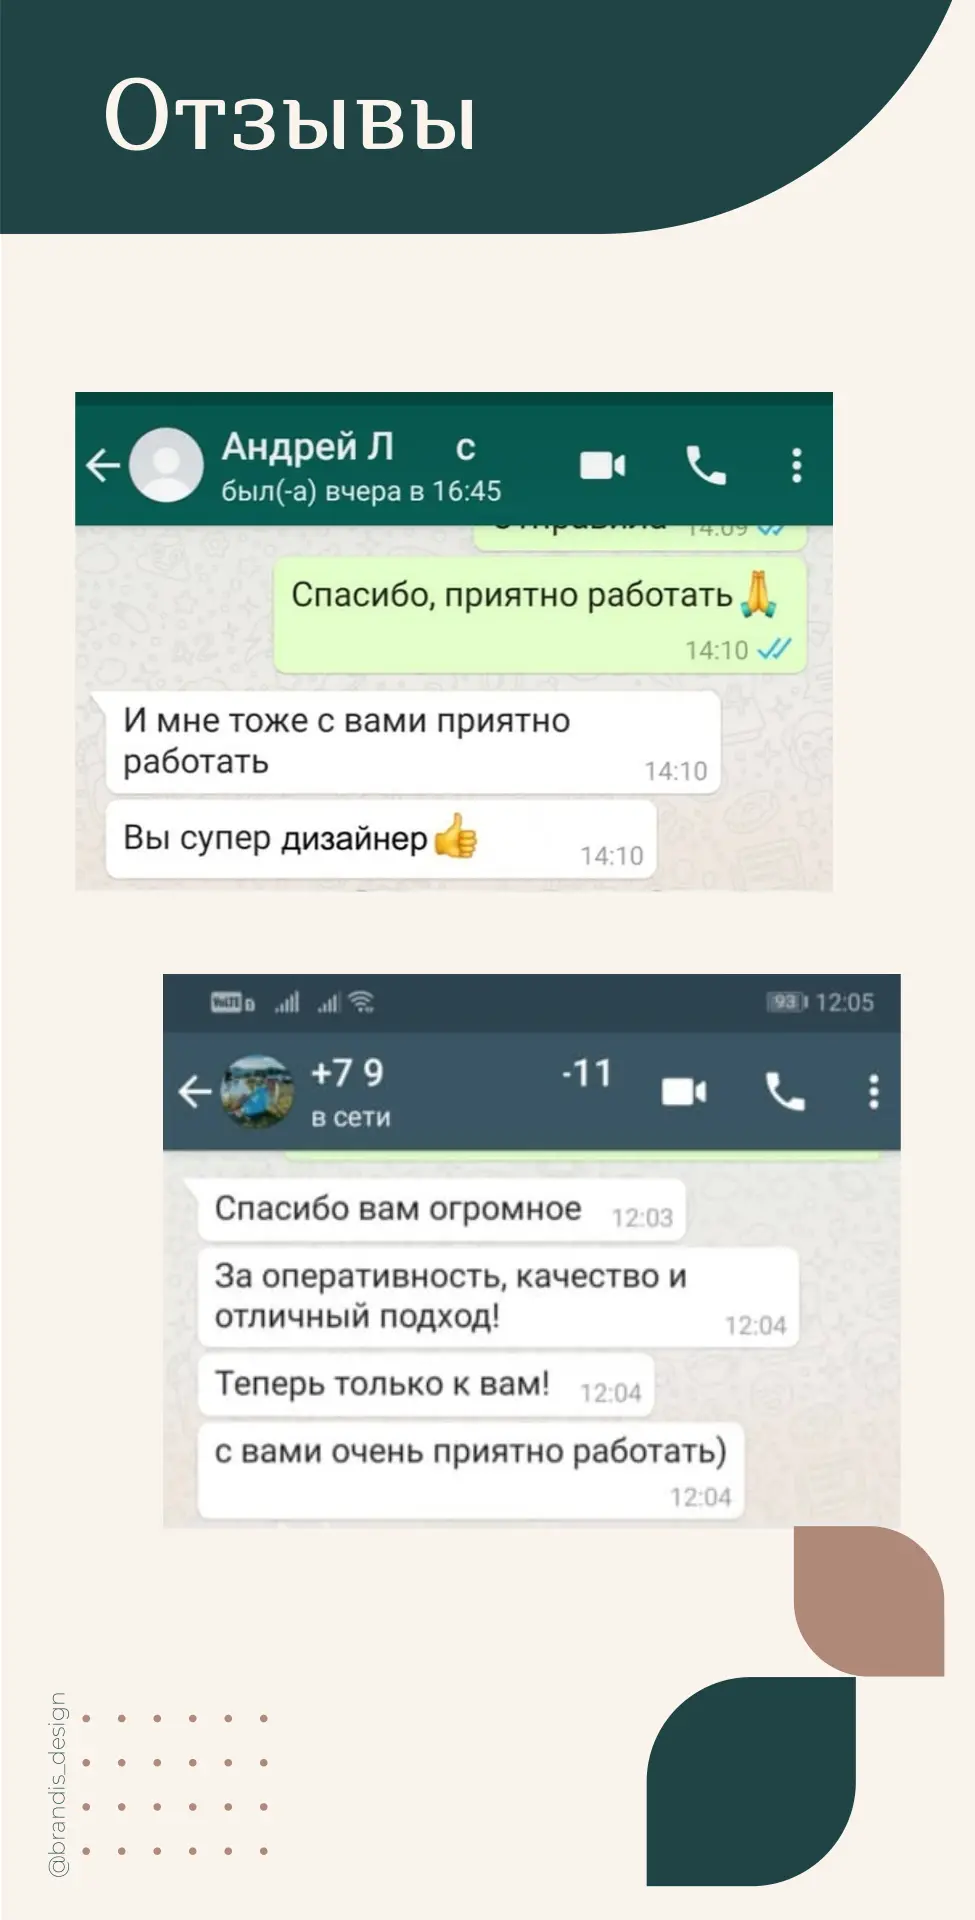 Отзывы
Андрей Л с
был(-а) вчера в 16:45
14:09
Спасибо, приятно работать
14:10
И мне тоже с вами приятно
работать
14:10
Вы супер дизайнер
14:10
93 12:05
+7 9 -11
в сети
Спасибо вам огромное 12:03
За оперативность, качество и
отличный подход!
12:04
Теперь только к вам! 12:04
с вами очень приятно работать)
12:04
@brandis_design